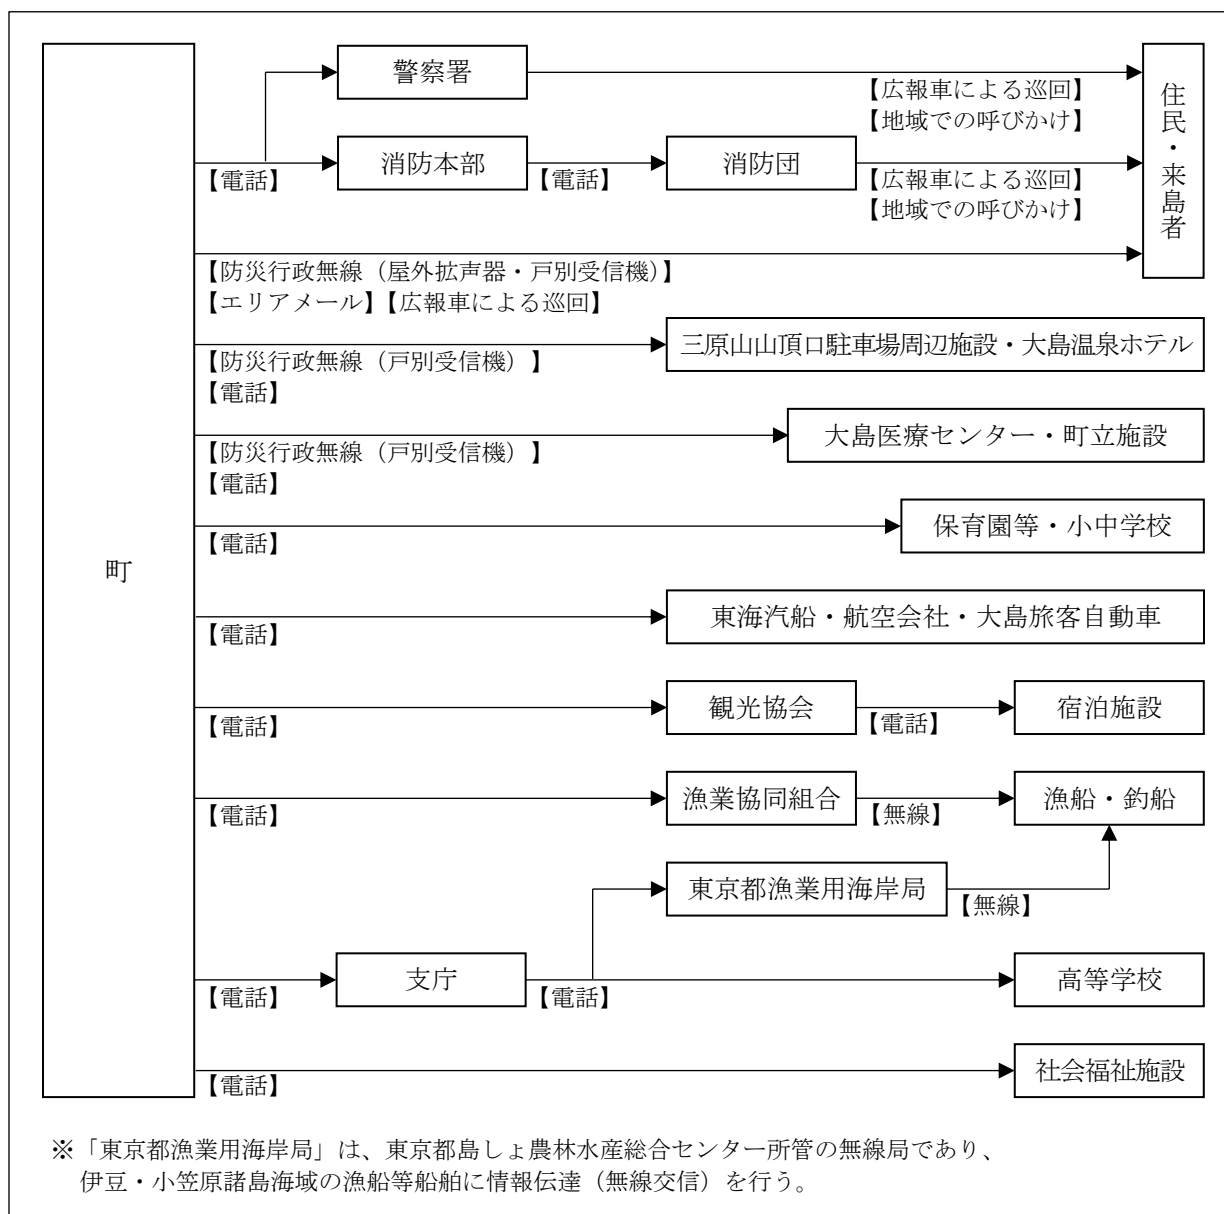 町
警察署
【広報車による巡回】
【地域での呼びかけ】
住民・来島者
【電話】
消防本部
【電話】
消防団
【広報車による巡回】
【地域での呼びかけ】
【防災行政無線（屋外拡声器・戸別受信機）】
【エリアメール】【広報車による巡回】
三原山山頂口駐車場周辺施設・大島温泉ホテル
【防災行政無線（戸別受信機）】
【電話】
大島医療センター・町立施設
【防災行政無線（戸別受信機）】
【電話】
保育園等・小中学校
【電話】
東海汽船・航空会社・大島旅客自動車
【電話】
観光協会
宿泊施設
【電話】
【電話】
漁業協同組合
漁船・釣船
【電話】
【無線】
東京都漁業用海岸局
【無線】
支庁
高等学校
【電話】
【電話】
社会福祉施設
【電話】
※「東京都漁業用海岸局」は、東京都島しょ農林水産総合センター所管の無線局であり、
伊豆・小笠原諸島海域の漁船等船舶に情報伝達（無線交信）を行う。